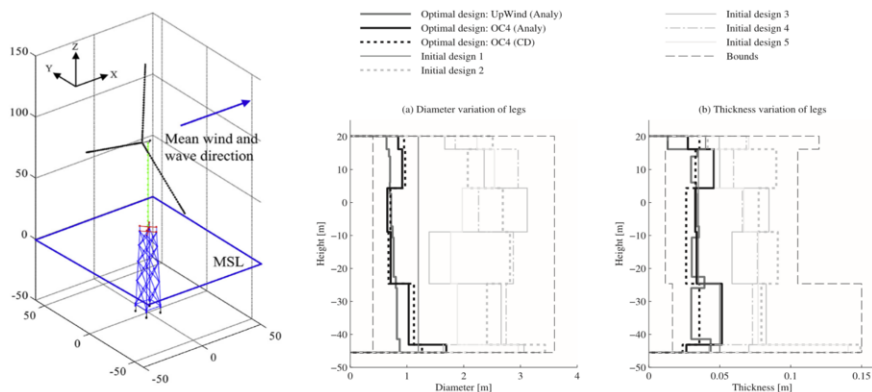 Optimal design: UpWind (Analy)
Optimal design: OC4 (Analy)
Optimal design: OC4 (CD)
Initial design 1
Initial design 2
Initial design 3
Initial design 4
Initial design 5
Bounds
150
100
50
0
-50
Z
Y
X
Mean wind and
wave direction
MSL
50
0
-50
50
0
-50
(a) Diameter variation of legs
Height [m]
20
10
0
-10
-20
-30
-40
-50
0
1
2
3
4
Diameter [m]
(b) Thickness variation of legs
Height [m]
20
10
0
-10
-20
-30
-40
-50
0
0.05
0.1
0.15
Thickness [m]